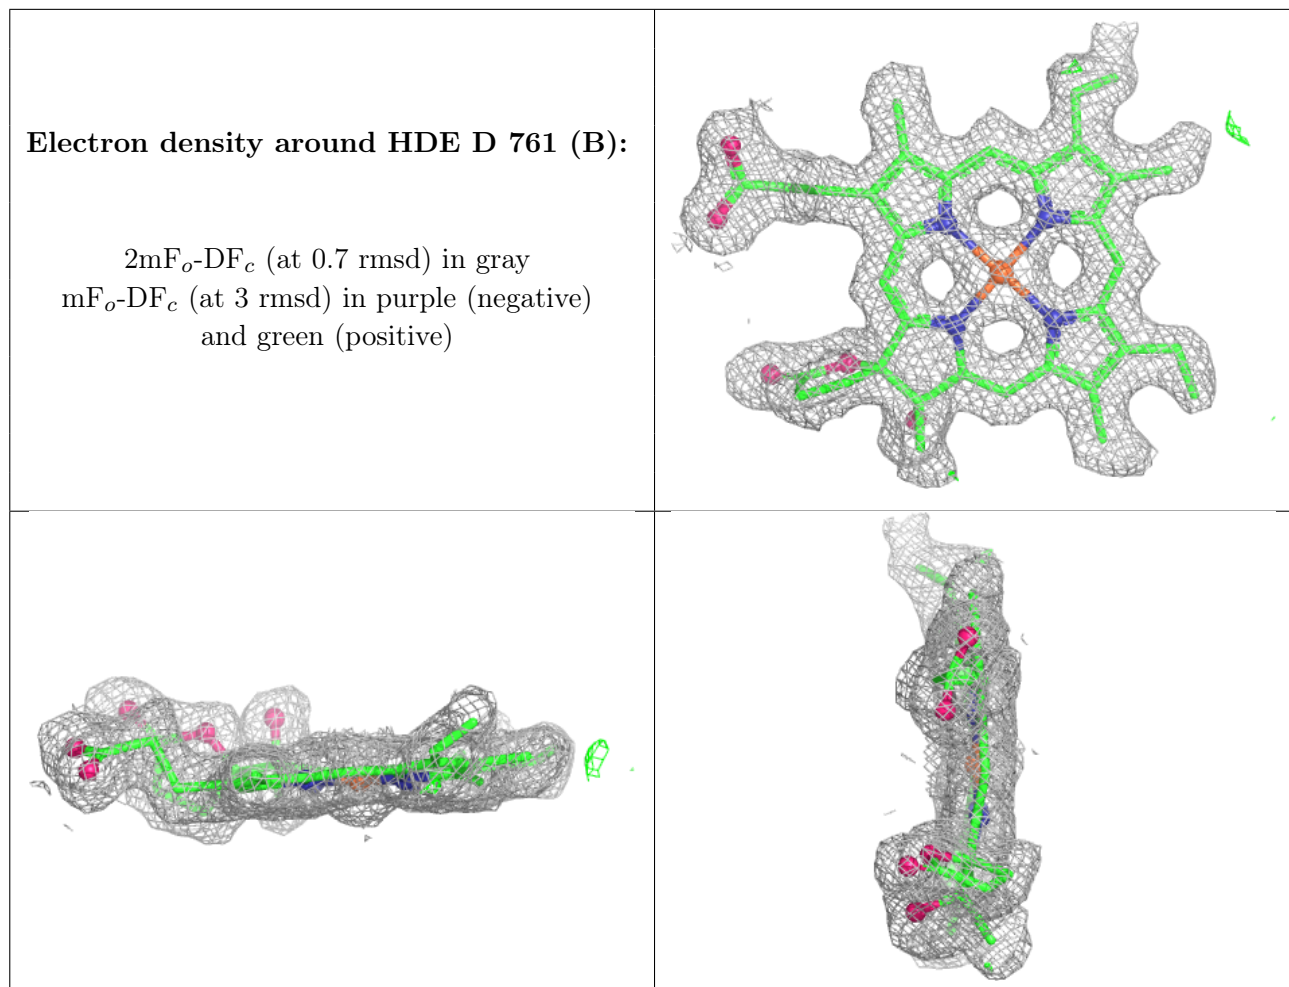 Electron density around HDE D 761 (B):
2mFo-DFc (at 0.7 rmsd) in gray
mFo-DFc (at 3 rmsd) in purple (negative)
and green (positive)